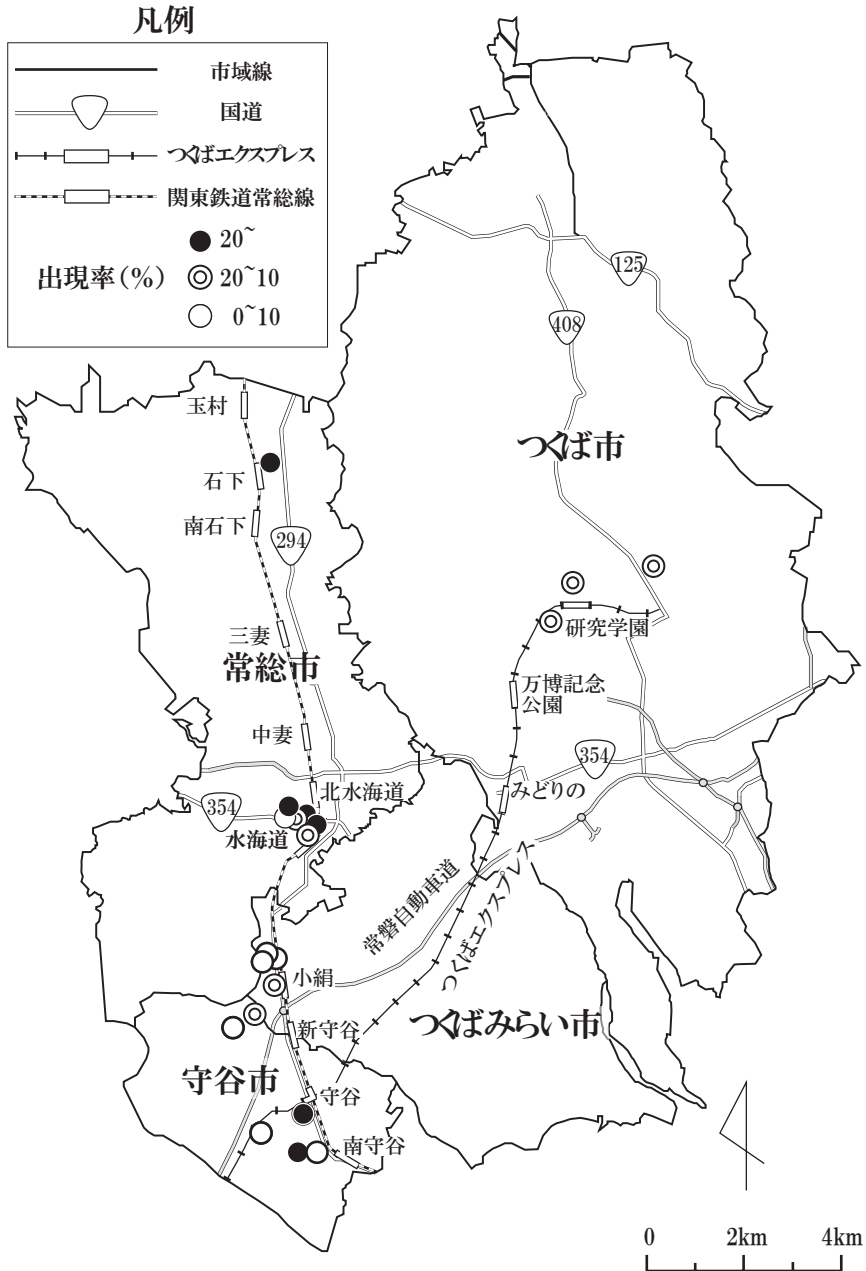 凡例
市域線
国道
つくばエクスプレス
関東鉄道常総線
出現率(%)
20~
20~10
0~10
125
408
玉村
石下
南石下
294
つくば市
三妻
常総市
研究学園
万博記念
公園
中妻
354
北水海道
みどりの
354
水海道
常磐自動車道
つくばエクスプレス
小絹
新守谷
つくばみらい市
守谷市
守谷
南守谷
0 2km 4km